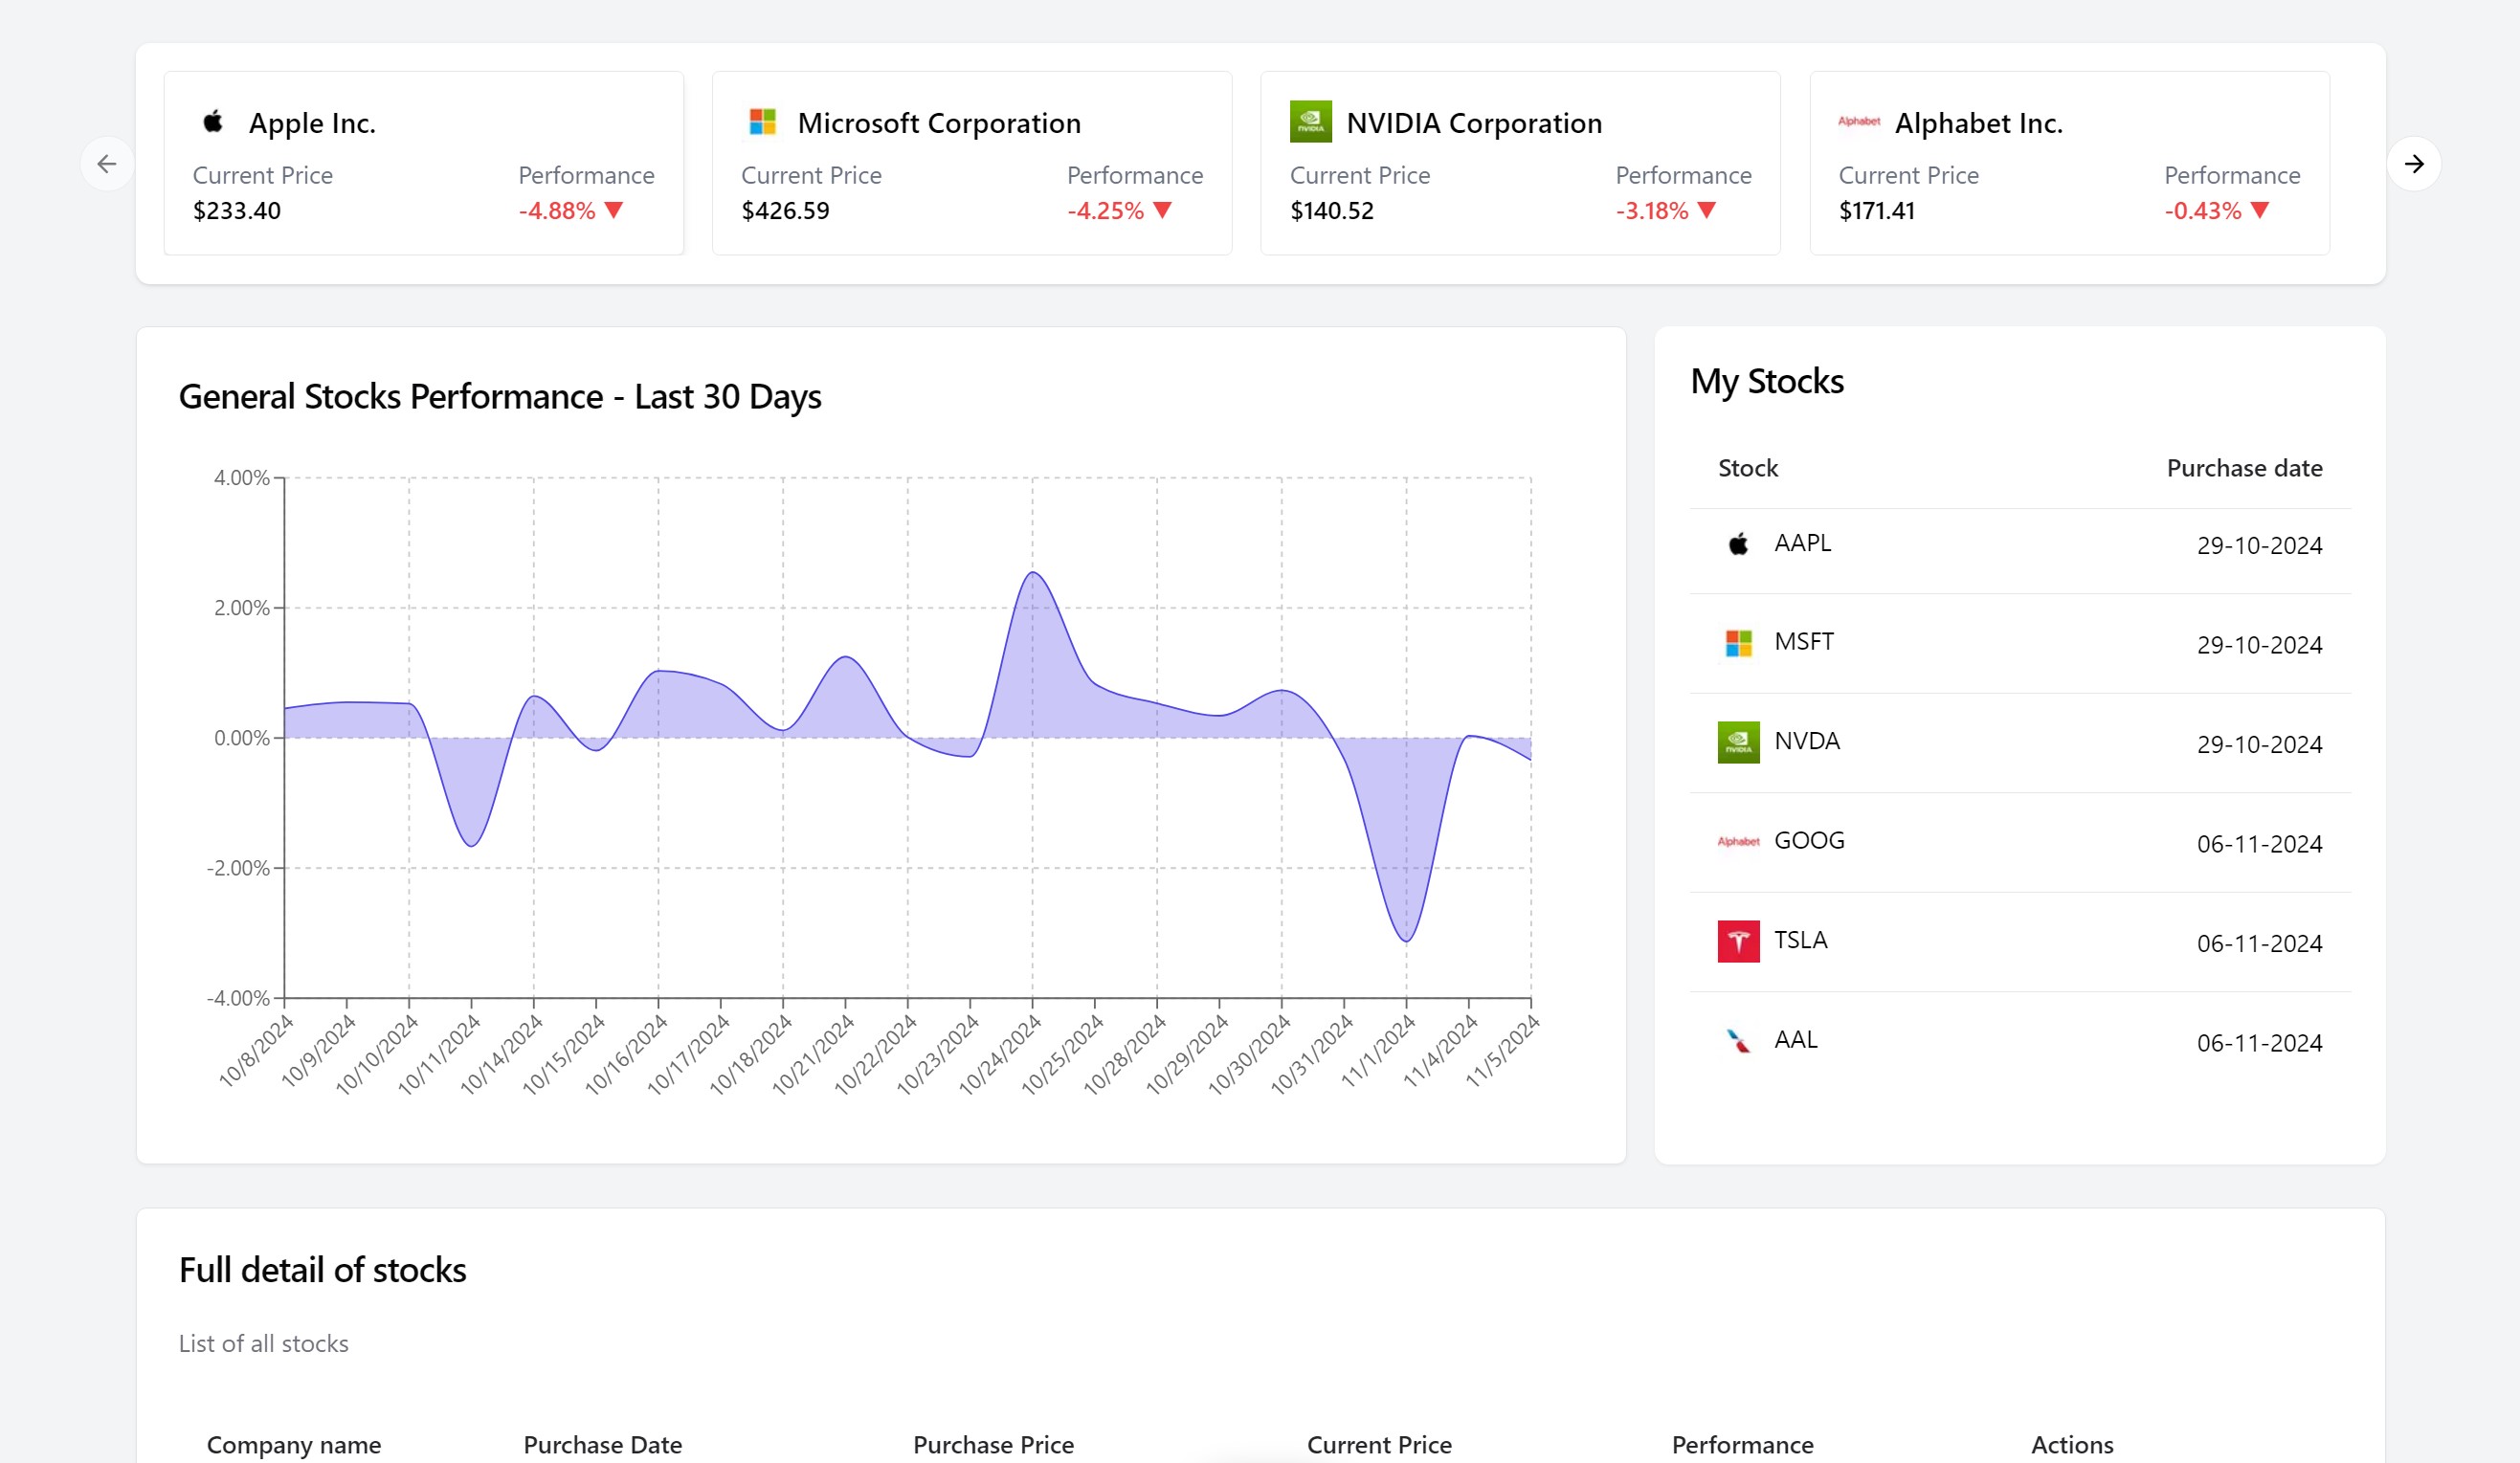 Apple Inc.
Current Price Performance
$233.40 -4.88% ▼
Microsoft Corporation
Current Price Performance
$426.59 -4.25% ▼
NVIDIA
NVIDIA Corporation
Current Price Performance
$140.52 -3.18% ▼
Alphabet
Alphabet Inc.
Current Price Performance
$171.41 -0.43% ▼
General Stocks Performance - Last 30 Days
4.00%
2.00%
0.00%
-2.00%
-4.00%
10/8/2024
10/9/2024
10/10/2024
10/11/2024
10/14/2024
10/15/2024
10/16/2024
10/17/2024
10/18/2024
10/21/2024
10/22/2024
10/23/2024
10/24/2024
10/25/2024
10/28/2024
10/29/2024
10/30/2024
10/31/2024
11/1/2024
11/4/2024
11/5/2024
My Stocks
Stock Purchase date
AAPL 29-10-2024
MSFT 29-10-2024
NVIDIA NVDA 29-10-2024
Alphabet GOOG 06-11-2024
TSLA 06-11-2024
AAL 06-11-2024
Full detail of stocks
List of all stocks
Company name Purchase Date Purchase Price Current Price Performance Actions